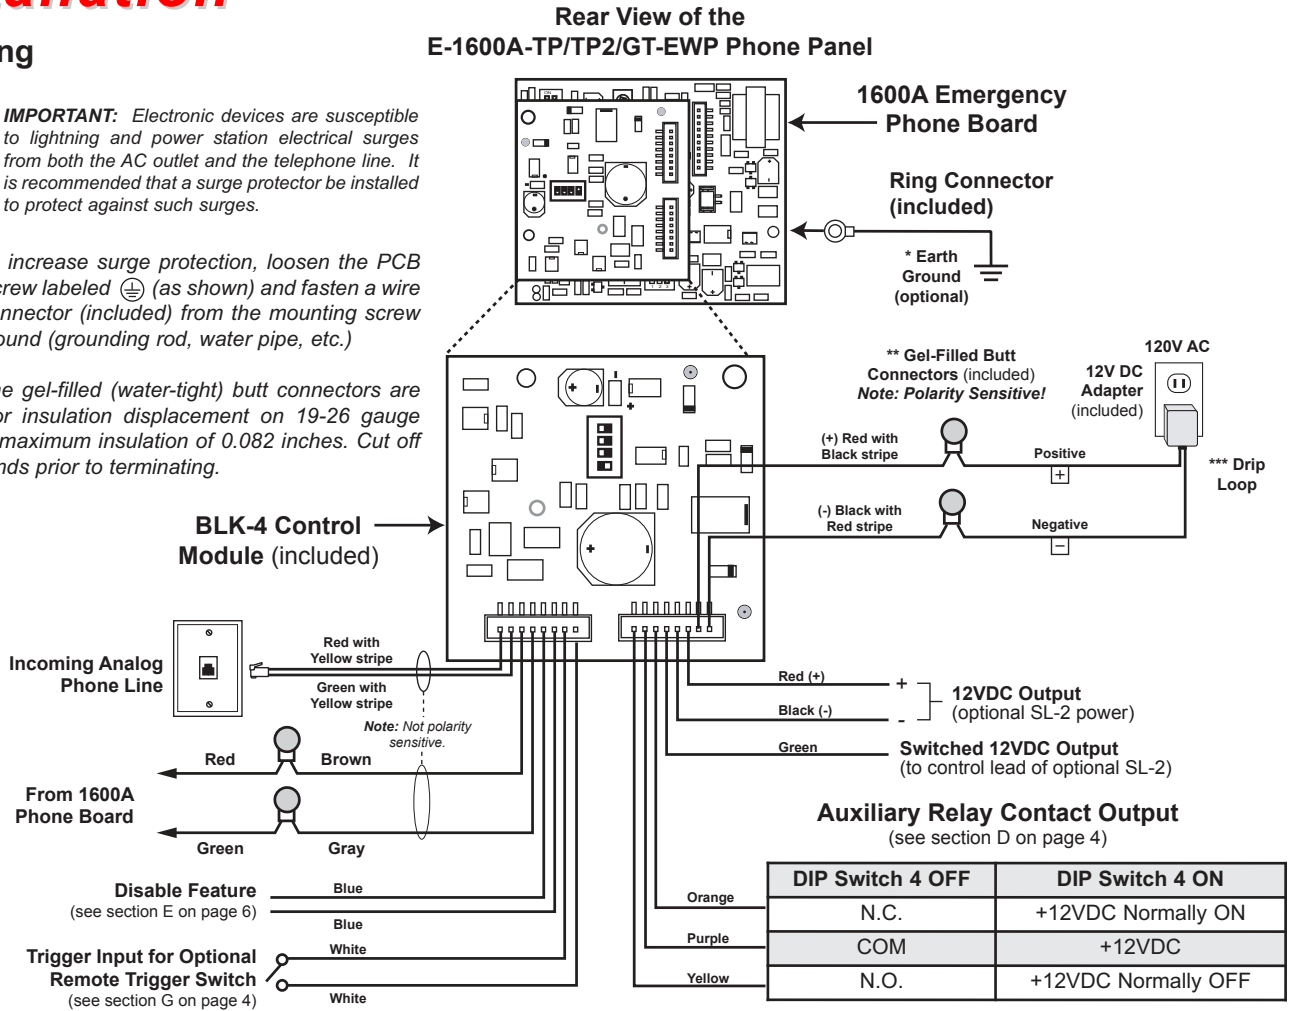 Rear View of the
E-1600A-TP/TP2/GT-EWP Phone Panel
IMPORTANT: Electronic devices are susceptible
to lightning and power station electrical surges
from both the AC outlet and the telephone line. It
is recommended that a surge protector be installed
to protect against such surges.
increase surge protection, loosen the PCB
labeled (as shown) and fasten a wire
(included) from the mounting screw
(grounding rod, water pipe, etc.)
gel-filled (water-tight) butt connectors are
insulation displacement on 19-26 gauge
maximum insulation of 0.082 inches. Cut off
prior to terminating.
1600A Emergency
Phone Board
Ring Connector
(included)
* Earth
Ground
(optional)
** Gel-Filled Butt
Connectors (included)
Note: Polarity Sensitive!
120V AC
12V DC
Adapter
(included)
*** Drip
Loop
(+) Red with
Black stripe
Positive
+
(-) Black with
Red stripe
Negative
−
BLK-4 Control
Module (included)
Incoming Analog
Phone Line
Red with
Yellow stripe
Green with
Yellow stripe
Note: Not polarity
sensitive.
Red
Brown
From 1600A
Phone Board
Green
Gray
Disable Feature
(see section E on page 6)
Blue
Blue
Trigger Input for Optional
Remote Trigger Switch
(see section G on page 4)
White
White
Red (+)
+
Black (-)
-
12VDC Output
(optional SL-2 power)
Green
Switched 12VDC Output
(to control lead of optional SL-2)
Auxiliary Relay Contact Output
(see section D on page 4)
DIP Switch 4 OFF DIP Switch 4 ON
Orange N.C. +12VDC Normally ON
Purple COM +12VDC
Yellow N.O. +12VDC Normally OFF